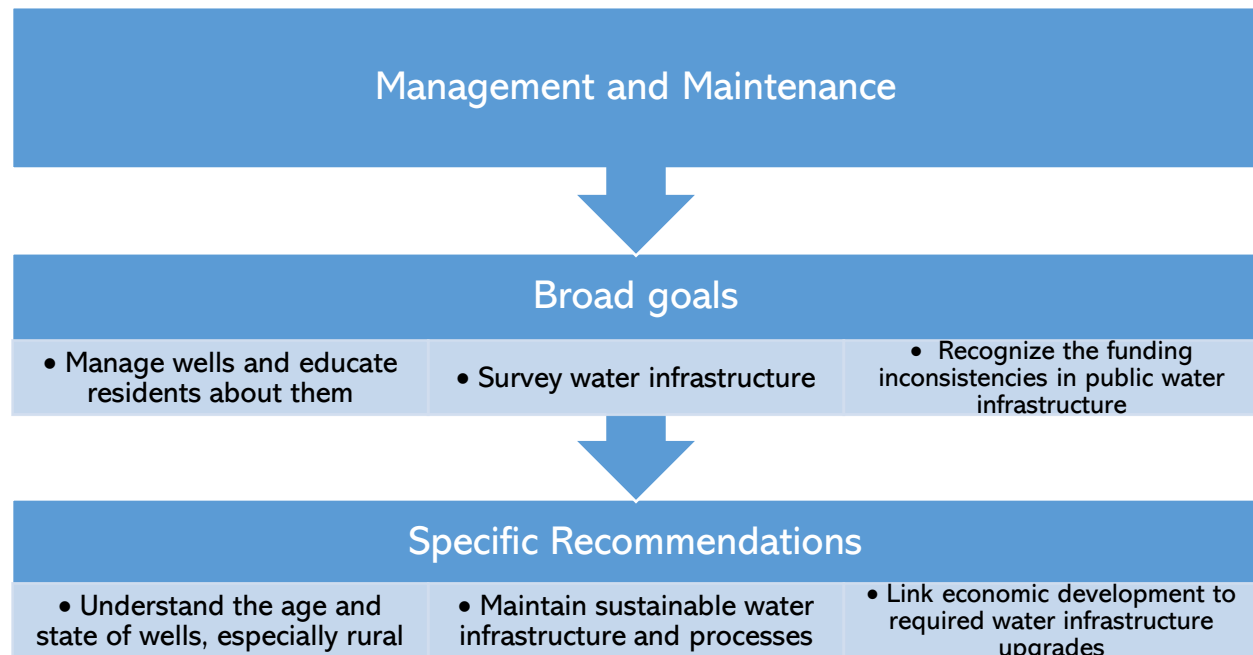 Management and Maintenance
Broad goals
• Manage wells and educate
residents about them
• Survey water infrastructure
• Recognize the funding
inconsistencies in public water
infrastructure
Specific Recommendations
• Understand the age and
state of wells, especially rural
• Maintain sustainable water
infrastructure and processes
• Link economic development to
required water infrastructure
upgrades